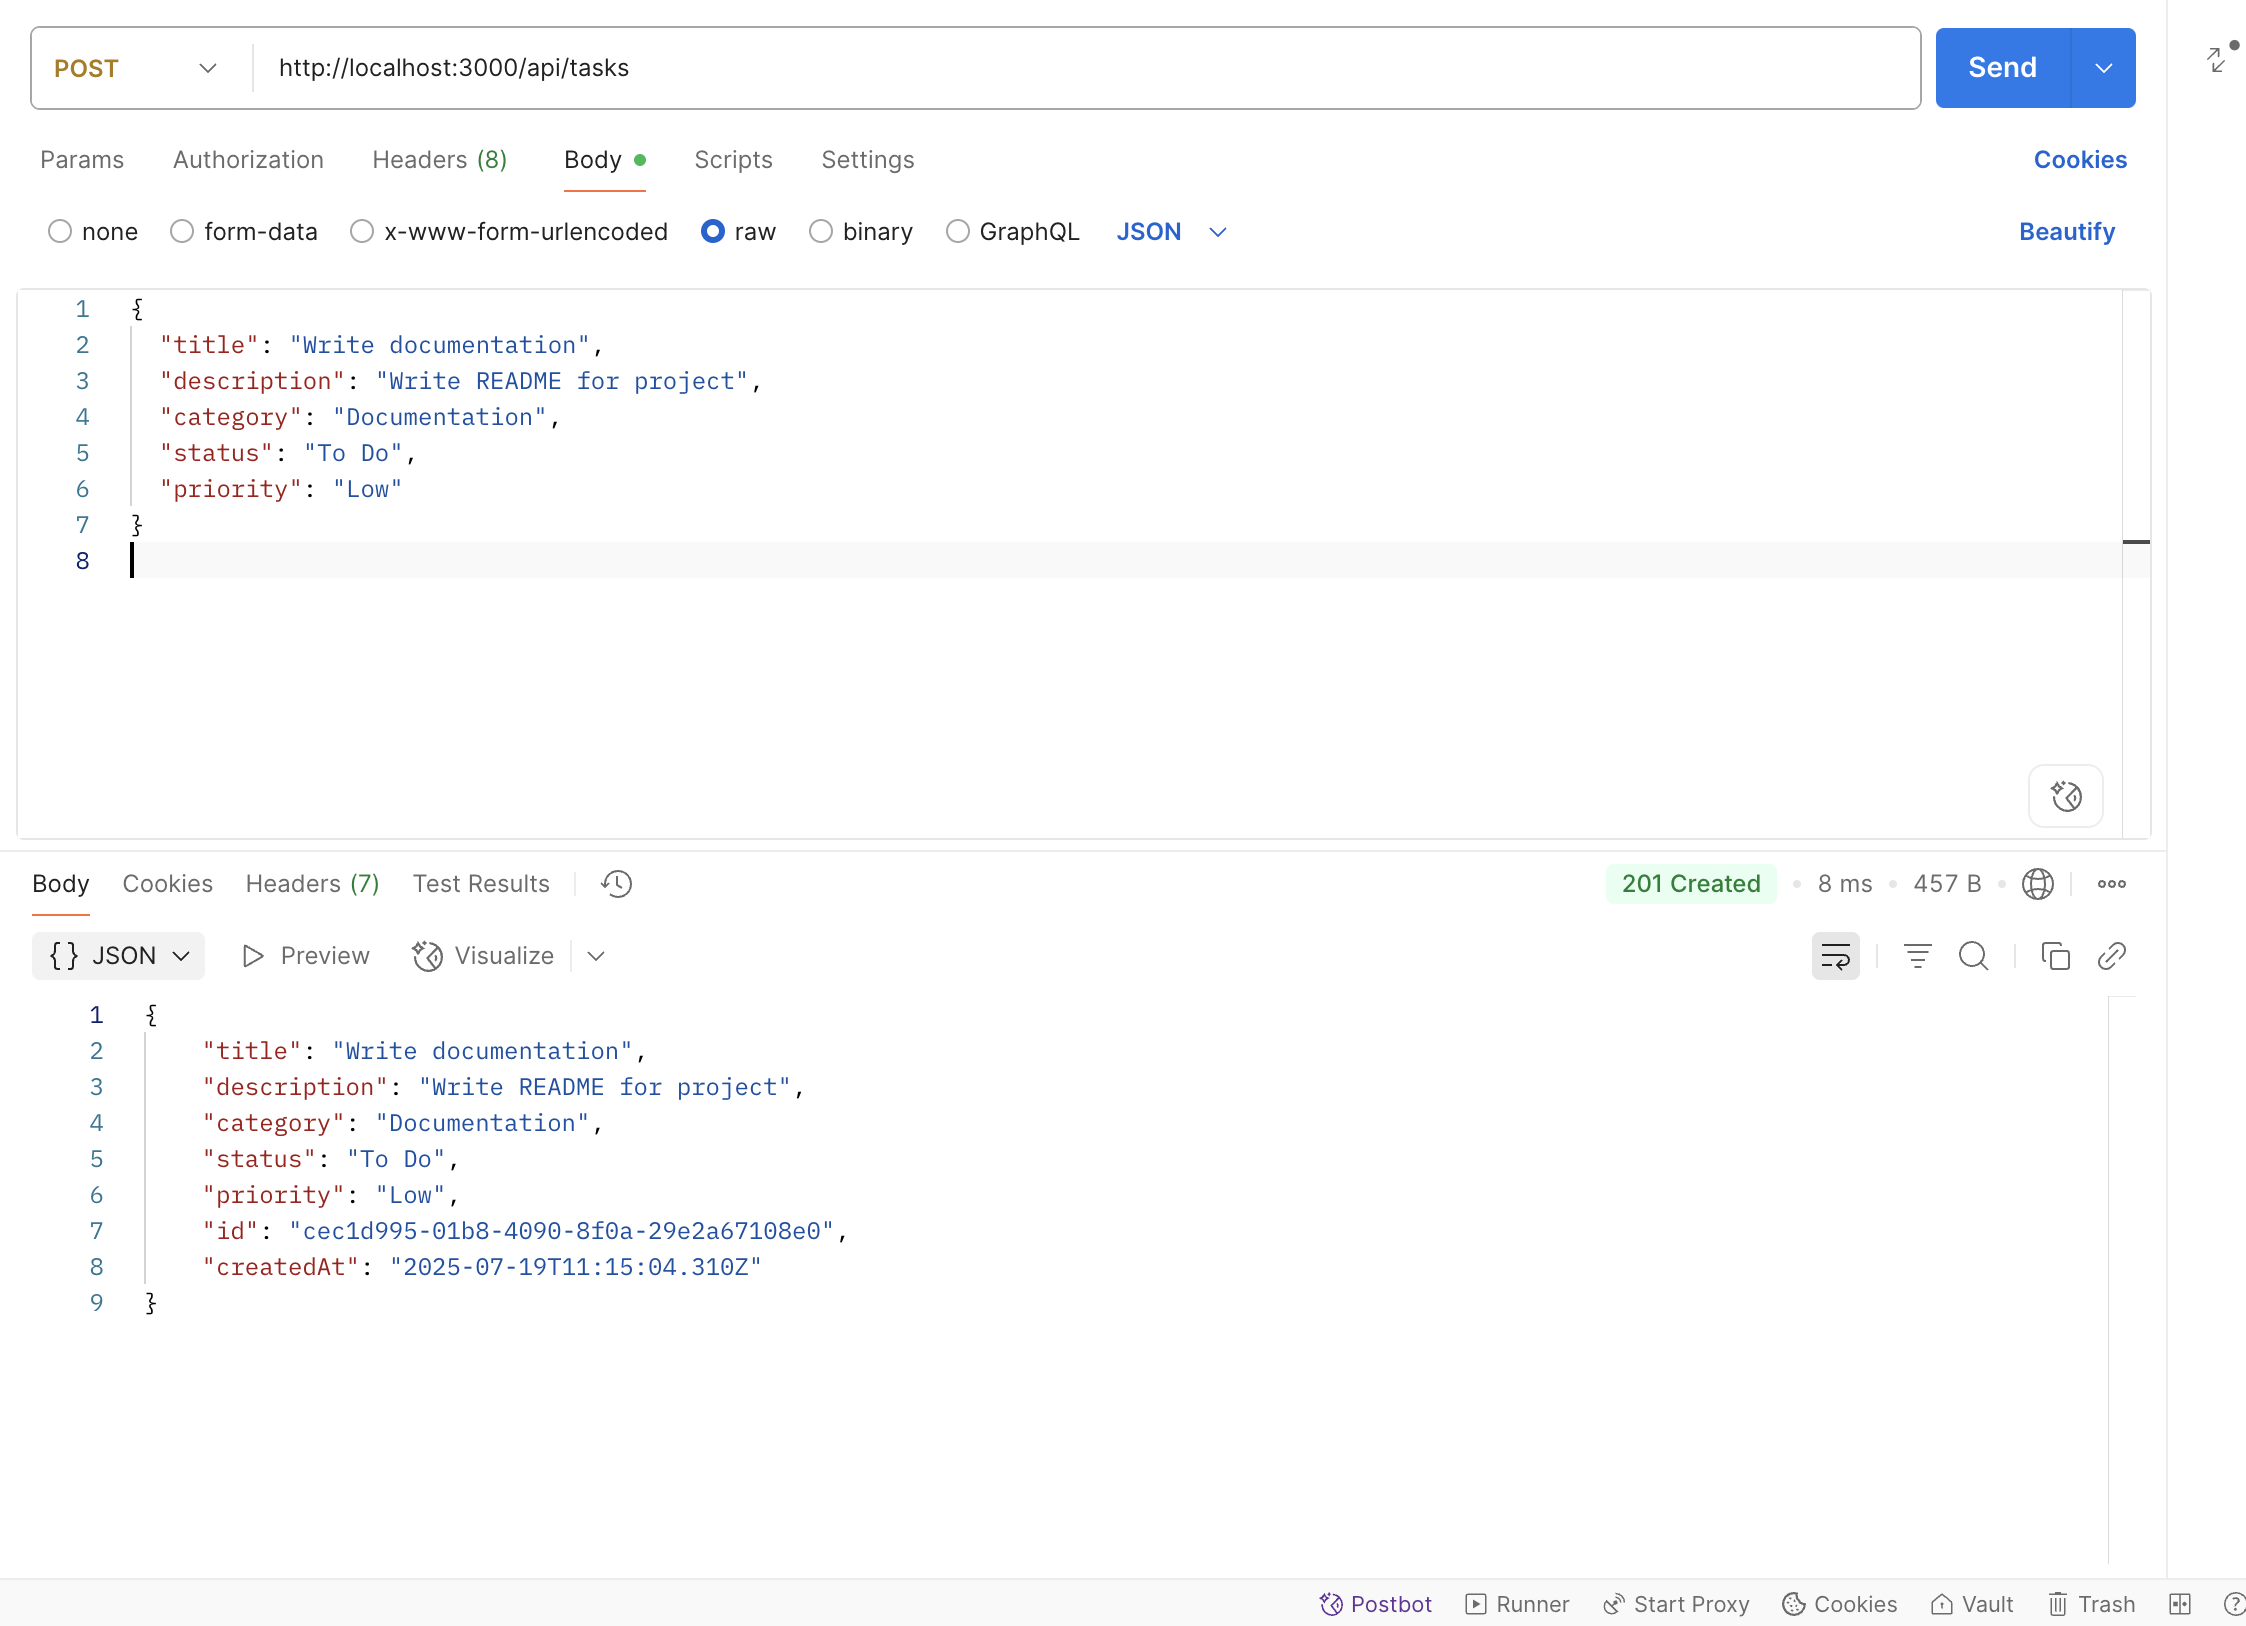 POST http://localhost:3000/api/tasks Send
Params Authorization Headers (8) Body Scripts Settings Cookies
none form-data x-www-form-urlencoded raw binary GraphQL JSON Beautify
1 {
2 "title": "Write documentation",
3 "description": "Write README for project",
4 "category": "Documentation",
5 "status": "To Do",
6 "priority": "Low"
7 }
8
Body Cookies Headers (7) Test Results 201 Created • 8 ms • 457 B •
{ } JSON Preview Visualize
1 {
2 "title": "Write documentation",
3 "description": "Write README for project",
4 "category": "Documentation",
5 "status": "To Do",
6 "priority": "Low",
7 "id": "cec1d995-01b8-4090-8f0a-29e2a67108e0",
8 "createdAt": "2025-07-19T11:15:04.310Z"
9 }
Postbot Runner Start Proxy Cookies Vault Trash